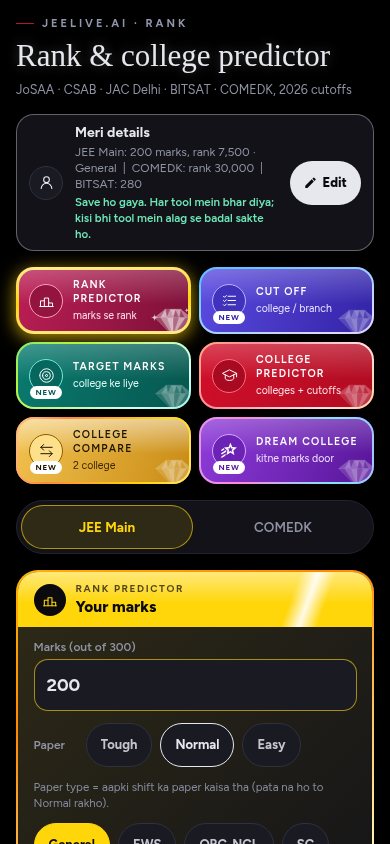 JEELIVE.AI · RANK
Rank & college predictor
JoSAA · CSAB · JAC Delhi · BITSAT · COMEDK, 2026 cutoffs
Meri details
JEE Main: 200 marks, rank 7,500 ·
General | COMEDK: rank 30,000 |
BITSAT: 280
Save ho gaya. Har tool mein bhar diya;
kisi bhi tool mein alag se badal sakte
ho.
Edit
RANK
PREDICTOR
marks se rank
CUT OFF
college / branch
NEW
TARGET MARKS
college ke liye
NEW
COLLEGE
PREDICTOR
colleges + cutoffs
COLLEGE
COMPARE
2 college
NEW
DREAM COLLEGE
kitne marks door
NEW
JEE Main
COMEDK
RANK PREDICTOR
Your marks
Marks (out of 300)
200
Paper
Tough
Normal
Easy
Paper type = aapki shift ka paper kaisa tha (pata na ho to
Normal rakho).
General
EWS
OBC-NCL
SC